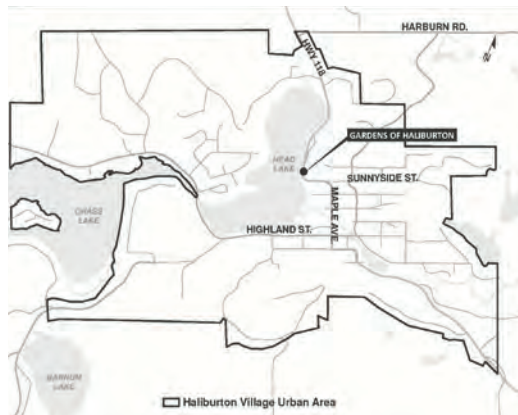 HARBURN RD.
HWY 118
N
GARDENS OF HALIBURTON
HEAD
LAKE
SUNNYSIDE ST.
MAPLE AVE.
GRASS
LAKE
HIGHLAND ST.
BARNUM
LAKE
Haliburton Village Urban Area